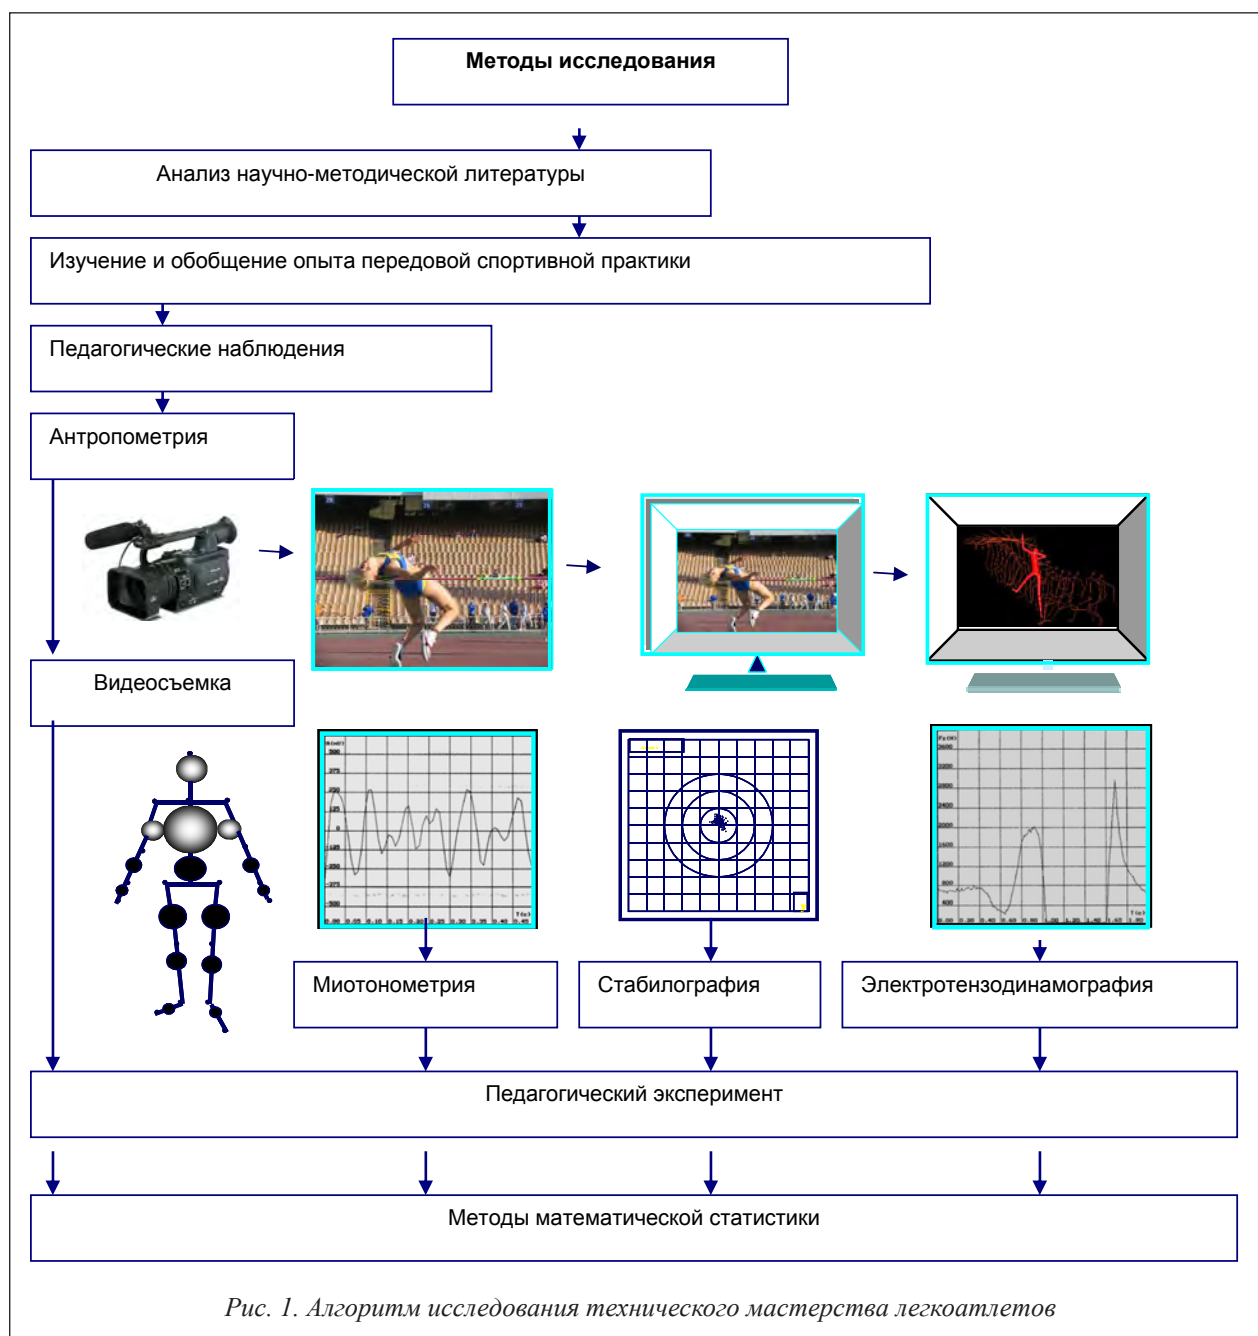 Методы исследования
Анализ научно-методической литературы
Изучение и обобщение опыта передовой спортивной практики
Педагогические наблюдения
Антропометрия
Видеосъемка
Миотонометрия
Стабилография
Электротензодинамография
Педагогический эксперимент
Методы математической статистики
Рис. 1. Алгоритм исследования технического мастерства легкоатлетов